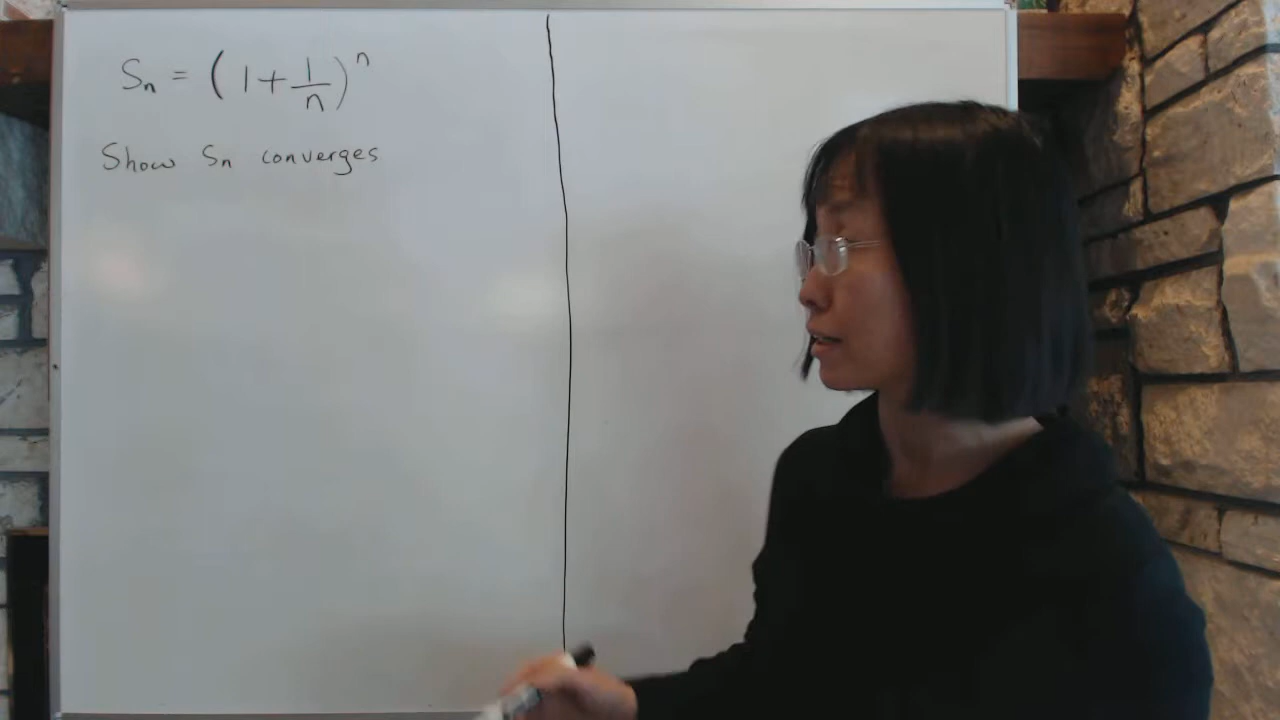 Sn = (1 + 1/n)^n
Show Sn converges